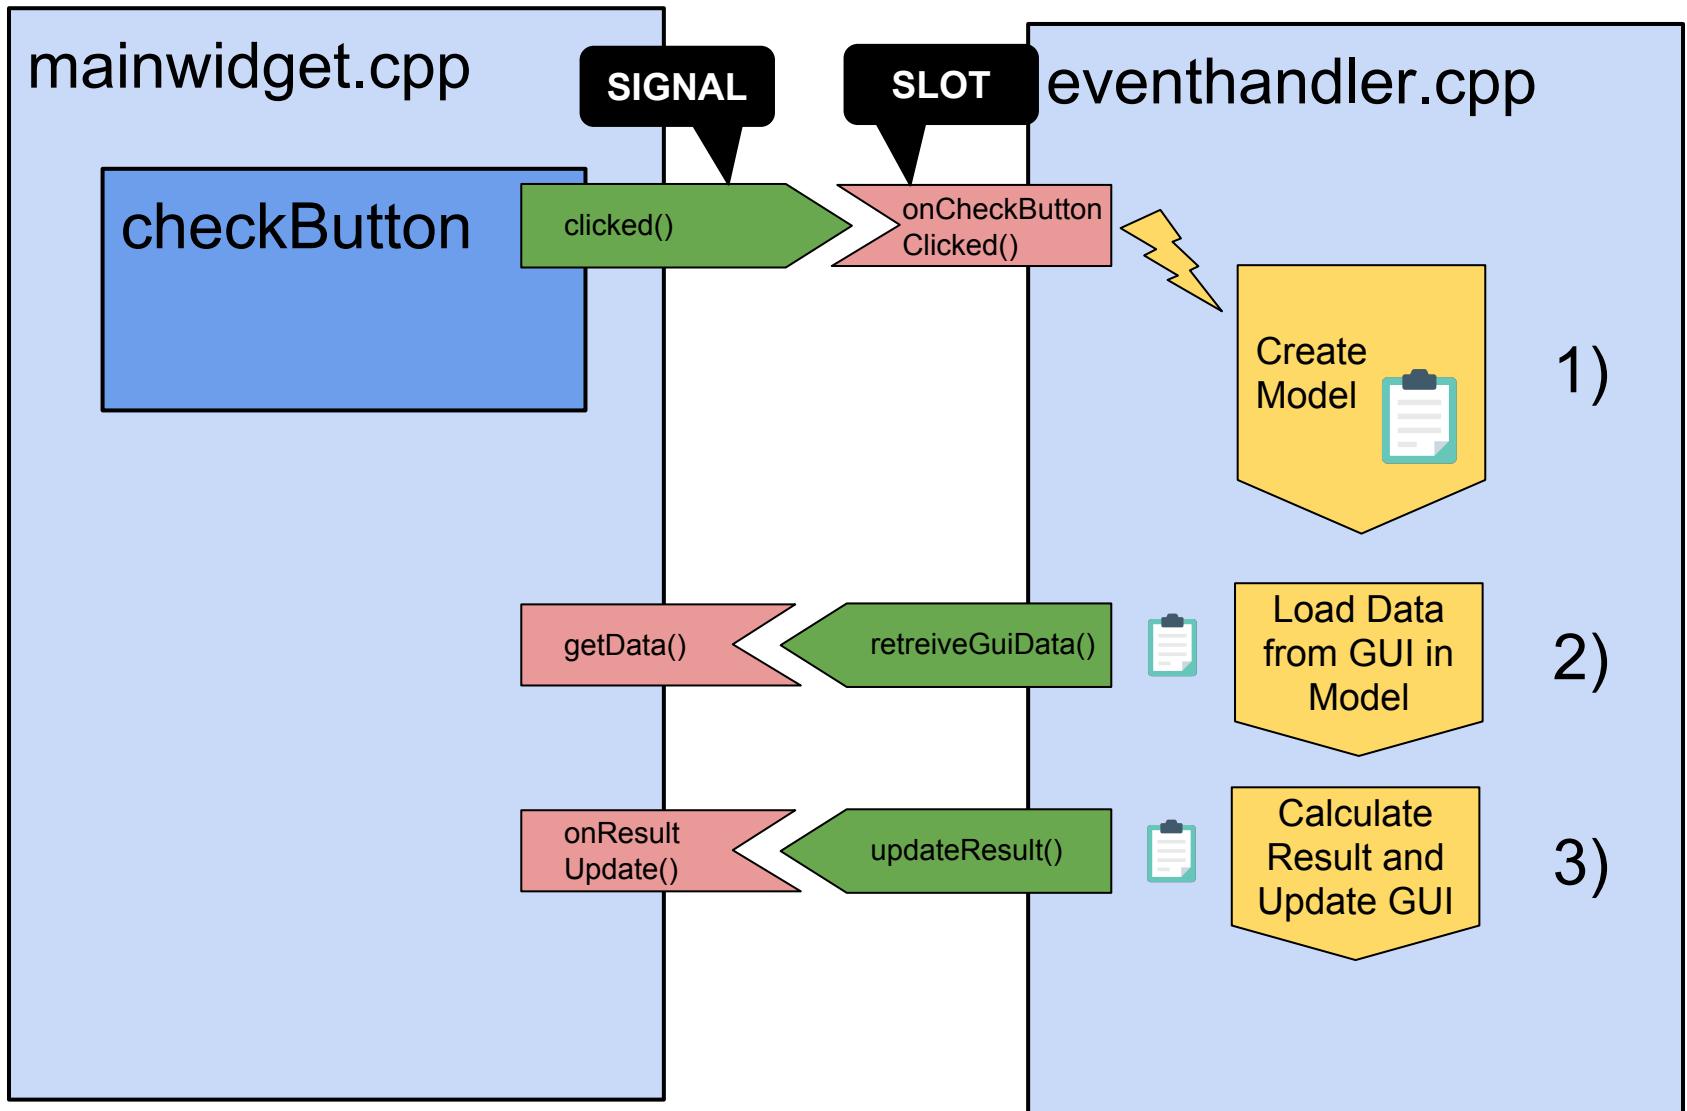 mainwidget.cpp
SIGNAL
SLOT
eventhandler.cpp
checkButton
clicked()
onCheckButton
Clicked()
Create
Model
1)
getData()
retreiveGuiData()
Load Data
from GUI in
Model
2)
onResult
Update()
updateResult()
Calculate
Result and
Update GUI
3)